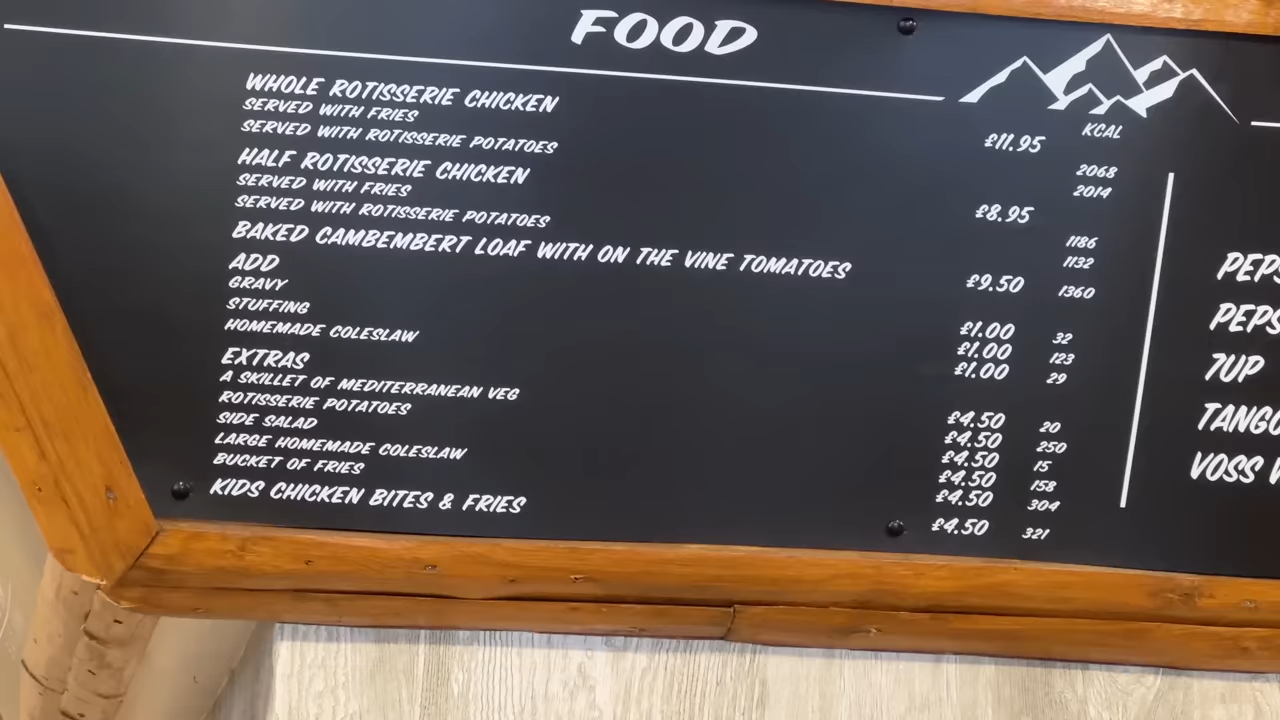 FOOD
KCAL
WHOLE ROTISSERIE CHICKEN £11.95
SERVED WITH FRIES 2068
SERVED WITH ROTISSERIE POTATOES 2014
HALF ROTISSERIE CHICKEN £8.95
SERVED WITH FRIES 1186
SERVED WITH ROTISSERIE POTATOES 1132
BAKED CAMBEMBERT LOAF WITH ON THE VINE TOMATOES £9.50 1360
ADD
GRAVY £1.00 32
STUFFING £1.00 123
HOMEMADE COLESLAW £1.00 29
EXTRAS
A SKILLET OF MEDITERRANEAN VEG £4.50 20
ROTISSERIE POTATOES £4.50 250
SIDE SALAD £4.50 15
LARGE HOMEMADE COLESLAW £4.50 158
BUCKET OF FRIES £4.50 304
KIDS CHICKEN BITES & FRIES £4.50 321
7UP
TANGO
VOSS